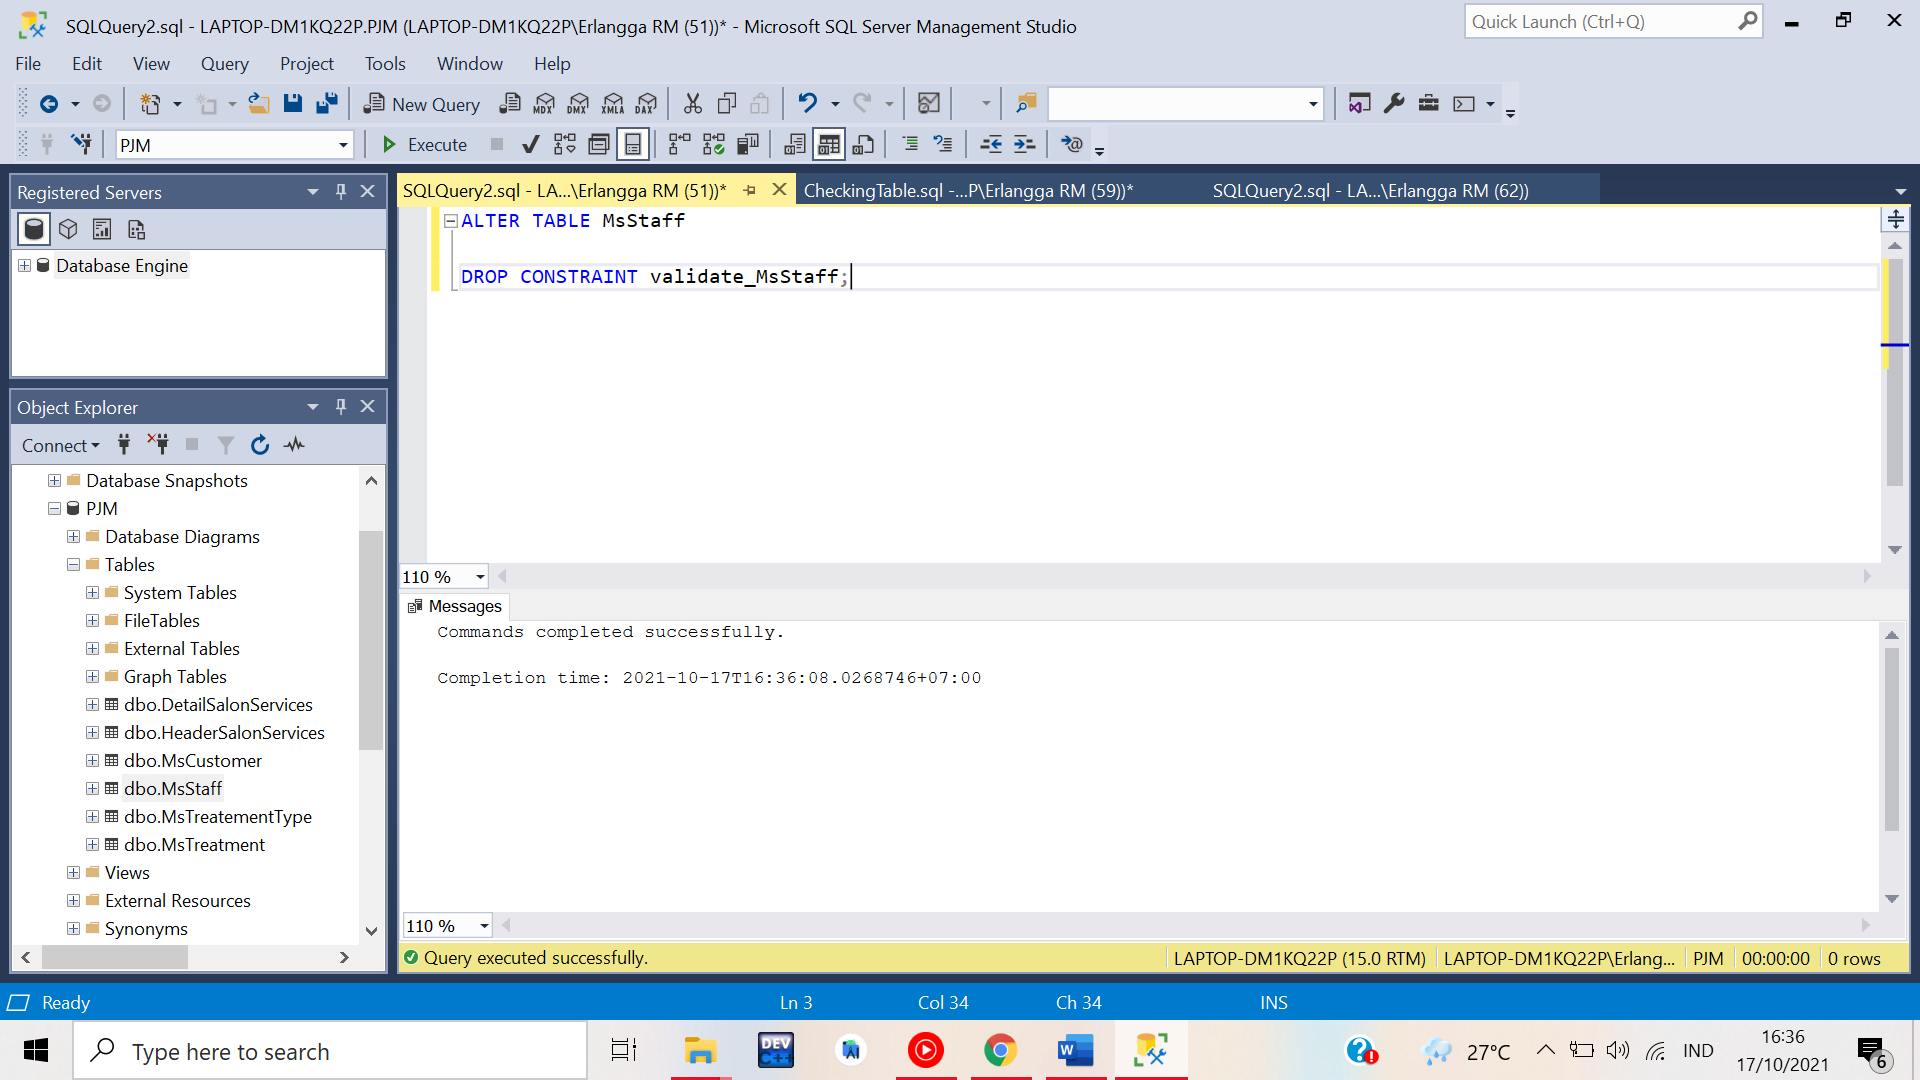 SQLQuery2.sql - LAPTOP-DM1KQ22P.PJM (LAPTOP-DM1KQ22P\Erlangga RM (51))* - Microsoft SQL Server Management Studio
Quick Launch (Ctrl+Q)
File Edit View Query Project Tools Window Help
New Query MDX DMX XMLA DAX
PJM Execute
Registered Servers
Database Engine
SQLQuery2.sql - LA...\Erlangga RM (51))* CheckingTable.sql -...P\Erlangga RM (59))* SQLQuery2.sql - LA...\Erlangga RM (62))
ALTER TABLE MsStaff
DROP CONSTRAINT validate_MsStaff;
110 %
Object Explorer
Connect
Database Snapshots
PJM
Database Diagrams
Tables
System Tables
FileTables
External Tables
Graph Tables
dbo.DetailSalonServices
dbo.HeaderSalonServices
dbo.MsCustomer
dbo.MsStaff
dbo.MsTreatementType
dbo.MsTreatment
Views
External Resources
Synonyms
Messages
Commands completed successfully.
Completion time: 2021-10-17T16:36:08.0268746+07:00
110 %
Query executed successfully. LAPTOP-DM1KQ22P (15.0 RTM) LAPTOP-DM1KQ22P\Erlang... PJM 00:00:00 0 rows
Ready Ln 3 Col 34 Ch 34 INS
Type here to search
DEV C++
W
27°C IND 16:36
17/10/2021
6